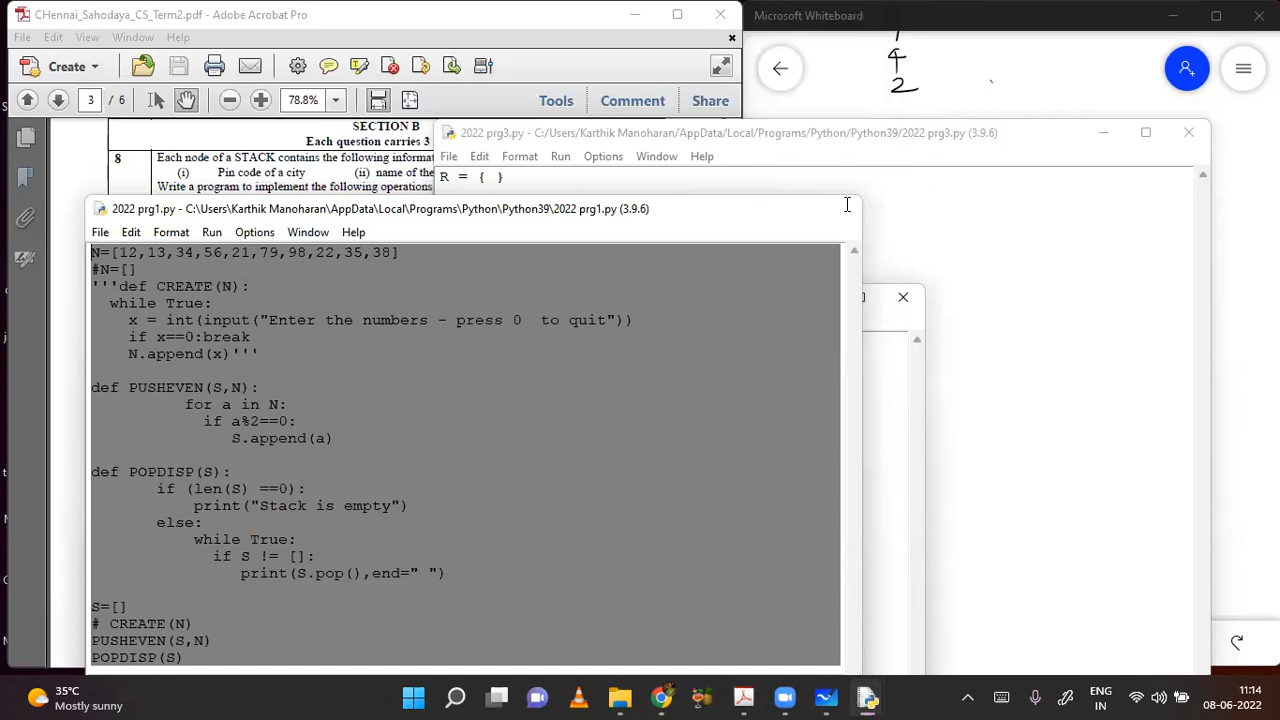 CHennai_Sahodaya_CS_Term2.pdf - Adobe Acrobat Pro
File Edit View Window Help
Create
3 / 6
78.8%
Tools Comment Share
SECTION B
Each question carries 3
8
Each node of a STACK contains the following informat
(i) Pin code of a city (ii) name of the
Write a program to implement the following operations
Microsoft Whiteboard
4
2
2022 prg3.py - C:/Users/Karthik Manoharan/AppData/Local/Programs/Python/Python39/2022 prg3.py (3.9.6)
File Edit Format Run Options Window Help
R = { }
2022 prg1.py - C:\Users\Karthik Manoharan\AppData\Local\Programs\Python\Python39\2022 prg1.py (3.9.6)
File Edit Format Run Options Window Help
N=[12,13,34,56,21,79,98,22,35,38]
#N=[]
'''def CREATE(N):
while True:
x = int(input("Enter the numbers - press 0  to quit"))
if x==0:break
N.append(x)'''
def PUSHEVEN(S,N):
for a in N:
if a%2==0:
S.append(a)
def POPDISP(S):
if (len(S) ==0):
print("Stack is empty")
else:
while True:
if S != []:
print(S.pop(),end=" ")
S=[]
# CREATE(N)
PUSHEVEN(S,N)
POPDISP(S)
35°C
Mostly sunny
ENG
IN
11:14
08-06-2022